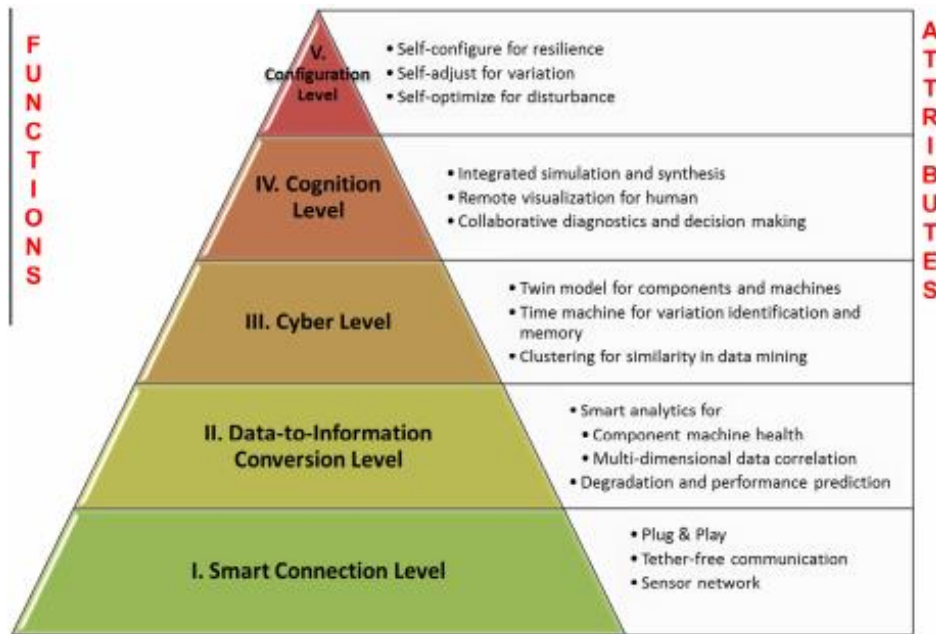 FUNCTIONS
ATTRIBUTES
V.
Configuration
Level
• Self-configure for resilience
• Self-adjust for variation
• Self-optimize for disturbance
IV. Cognition
Level
• Integrated simulation and synthesis
• Remote visualization for human
• Collaborative diagnostics and decision making
III. Cyber Level
• Twin model for components and machines
• Time machine for variation identification and
memory
• Clustering for similarity in data mining
II. Data-to-Information
Conversion Level
• Smart analytics for
• Component machine health
• Multi-dimensional data correlation
• Degradation and performance prediction
I. Smart Connection Level
• Plug & Play
• Tether-free communication
• Sensor network